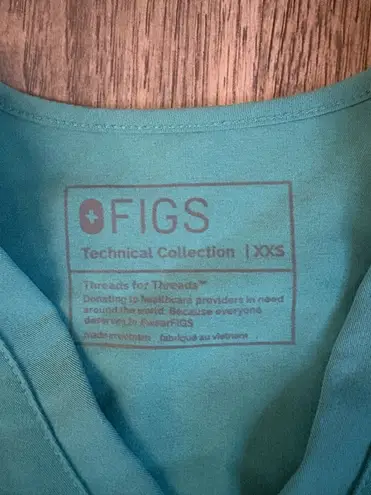 FIGS
Technical Collection | XXS
Threads for Threads™
Donating to healthcare providers in need
around the world. Because everyone
deserves to #wearFIGS
Made in vietnam fabriqué au vietnam